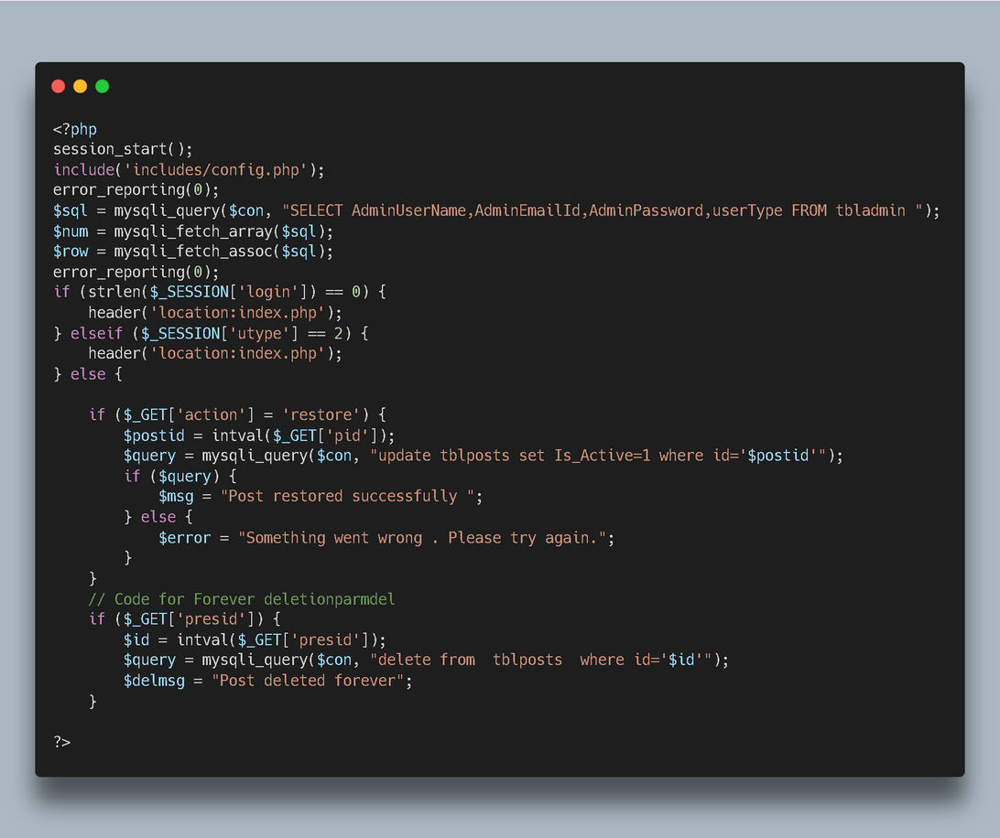 <?php
session_start();
include('includes/config.php');
error_reporting(0);
$sql = mysqli_query($con, "SELECT AdminUserName,AdminEmailId,AdminPassword,userType FROM tbladmin ");
$num = mysqli_fetch_array($sql);
$row = mysqli_fetch_assoc($sql);
error_reporting(0);
if (strlen($_SESSION['login']) == 0) {
    header('location:index.php');
} elseif ($_SESSION['utype'] == 2) {
    header('location:index.php');
} else {

    if ($_GET['action'] = 'restore') {
        $postid = intval($_GET['pid']);
        $query = mysqli_query($con, "update tblposts set Is_Active=1 where id='$postid'");
        if ($query) {
            $msg = "Post restored successfully ";
        } else {
            $error = "Something went wrong . Please try again.";
        }
    }
    // Code for Forever deletionparmdel
    if ($_GET['presid']) {
        $id = intval($_GET['presid']);
        $query = mysqli_query($con, "delete from  tblposts  where id='$id'");
        $delmsg = "Post deleted forever";
    }

?>